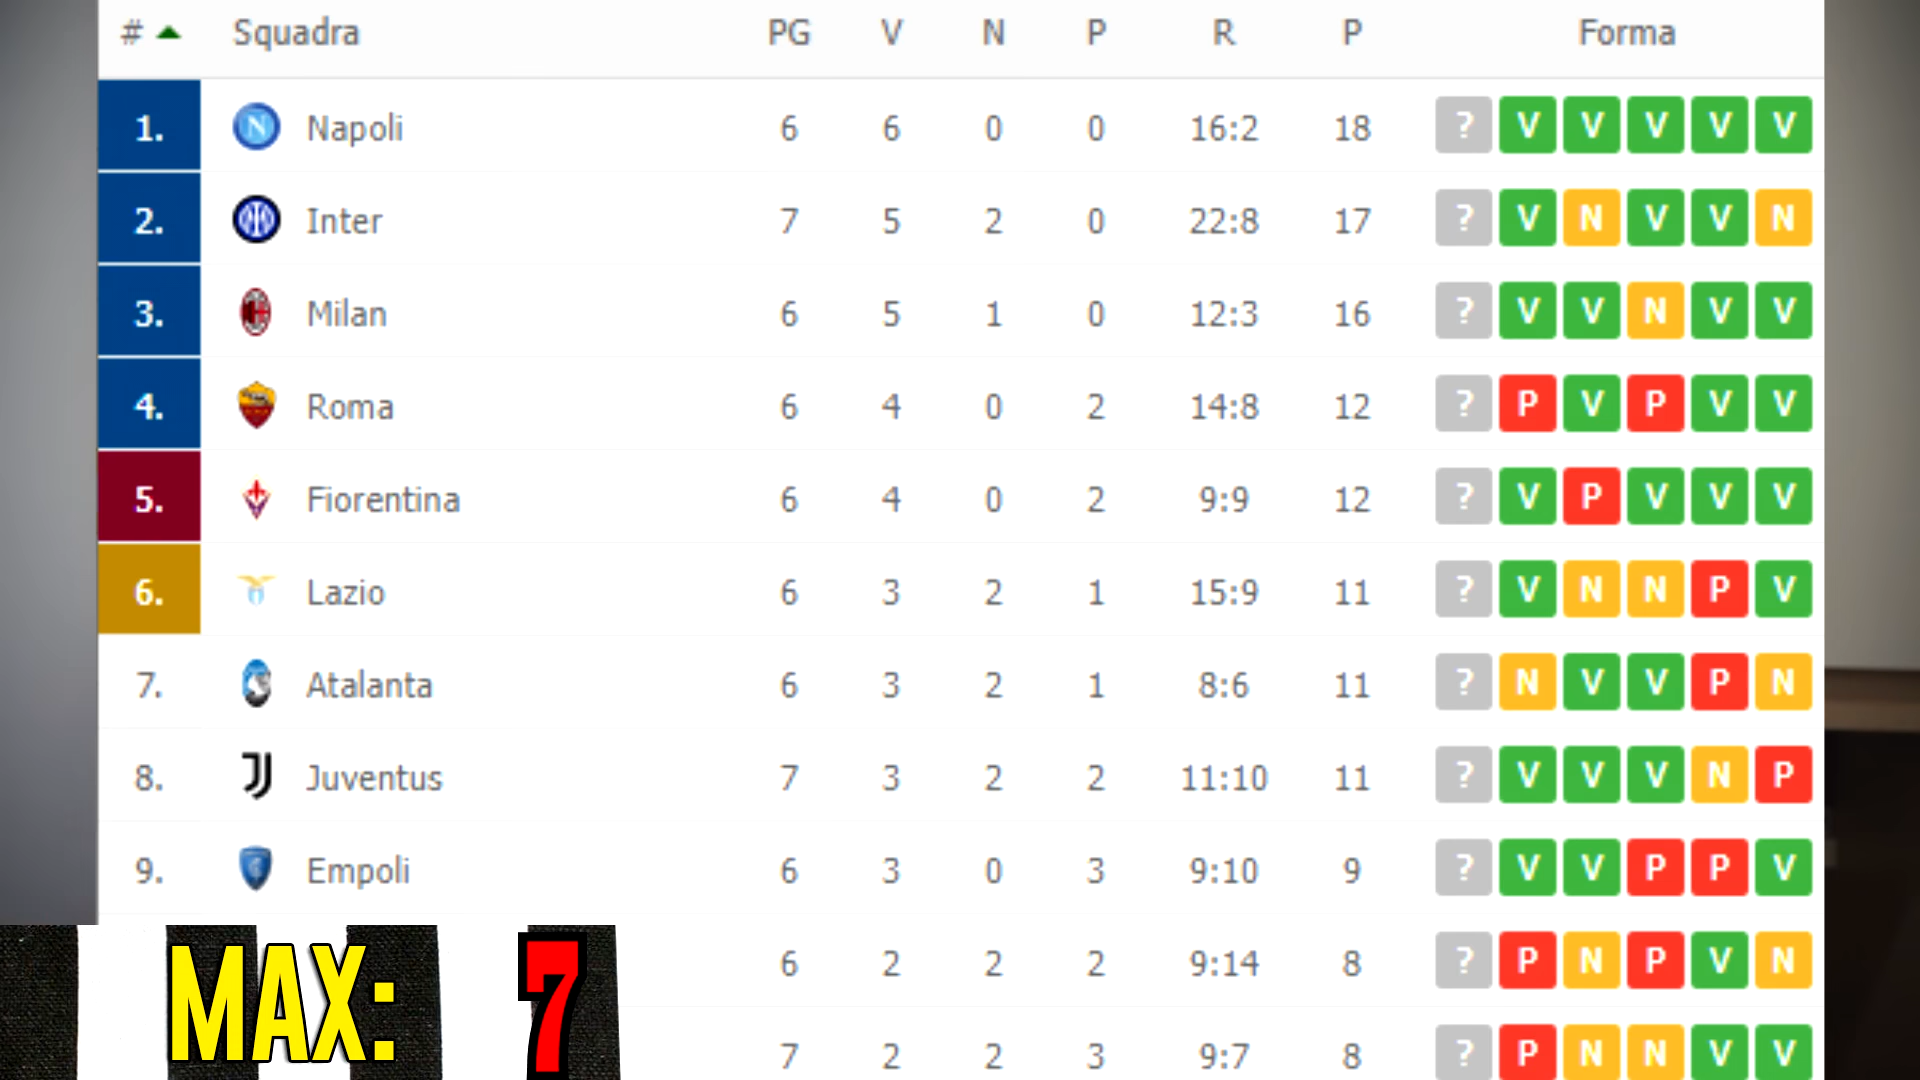 # Squadra PG V N P R P Forma
1. Napoli 6 6 0 0 16:2 18 ? V V V V V
2. Inter 7 5 2 0 22:8 17 ? V N V V N
3. Milan 6 5 1 0 12:3 16 ? V V N V V
4. Roma 6 4 0 2 14:8 12 ? P V P V V
5. Fiorentina 6 4 0 2 9:9 12 ? V P V V V
6. Lazio 6 3 2 1 15:9 11 ? V N N P V
7. Atalanta 6 3 2 1 8:6 11 ? N V V P N
8. Juventus 7 3 2 2 11:10 11 ? V V V N P
9. Empoli 6 3 0 3 9:10 9 ? V V P P V
6 2 2 2 9:14 8 ? P N P V N
7 2 2 3 9:7 8 ? P N N V V
MAX: 7